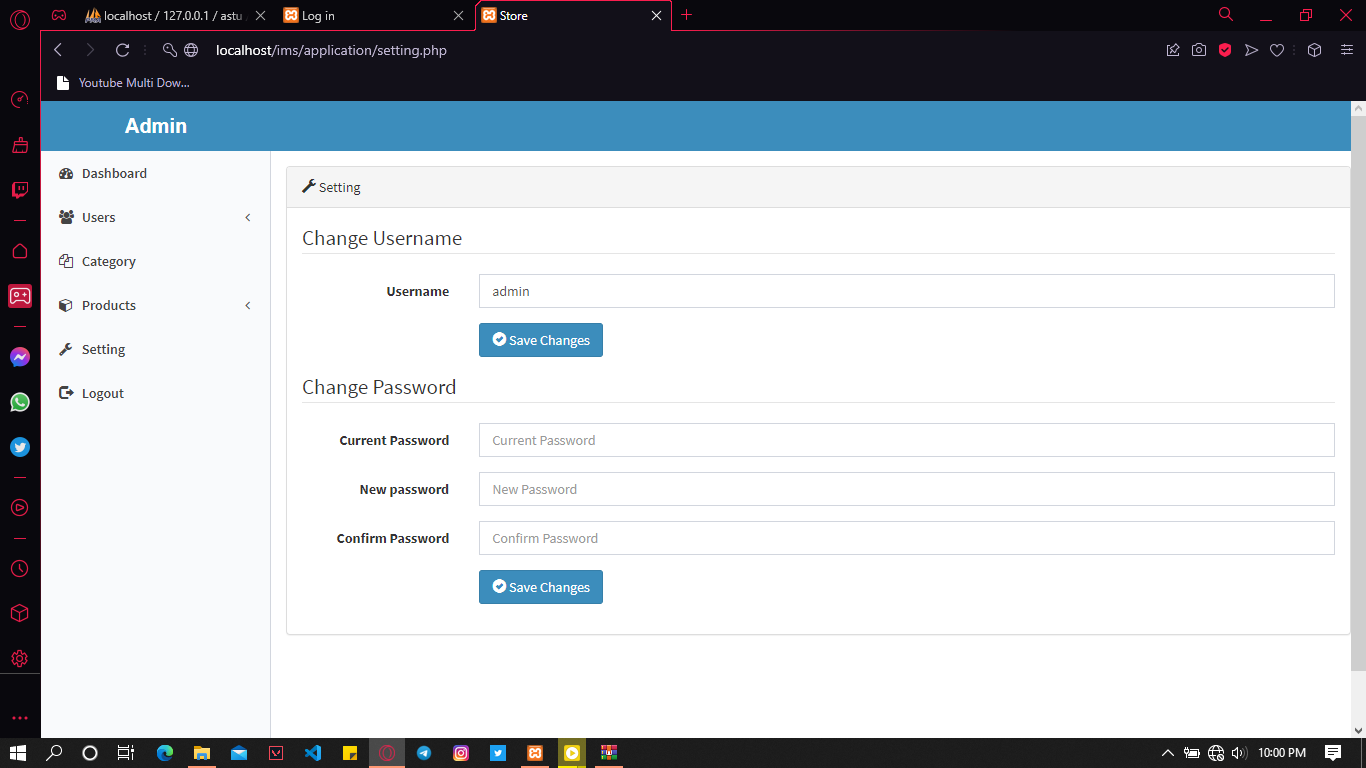 localhost / 127.0.0.1 / astu
Log in
Store
localhost/ims/application/setting.php
Youtube Multi Dow...
Admin
Dashboard
Users
Category
Products
Setting
Logout
Setting
Change Username
Username
admin
Save Changes
Change Password
Current Password
Current Password
New password
New Password
Confirm Password
Confirm Password
Save Changes
10:00 PM